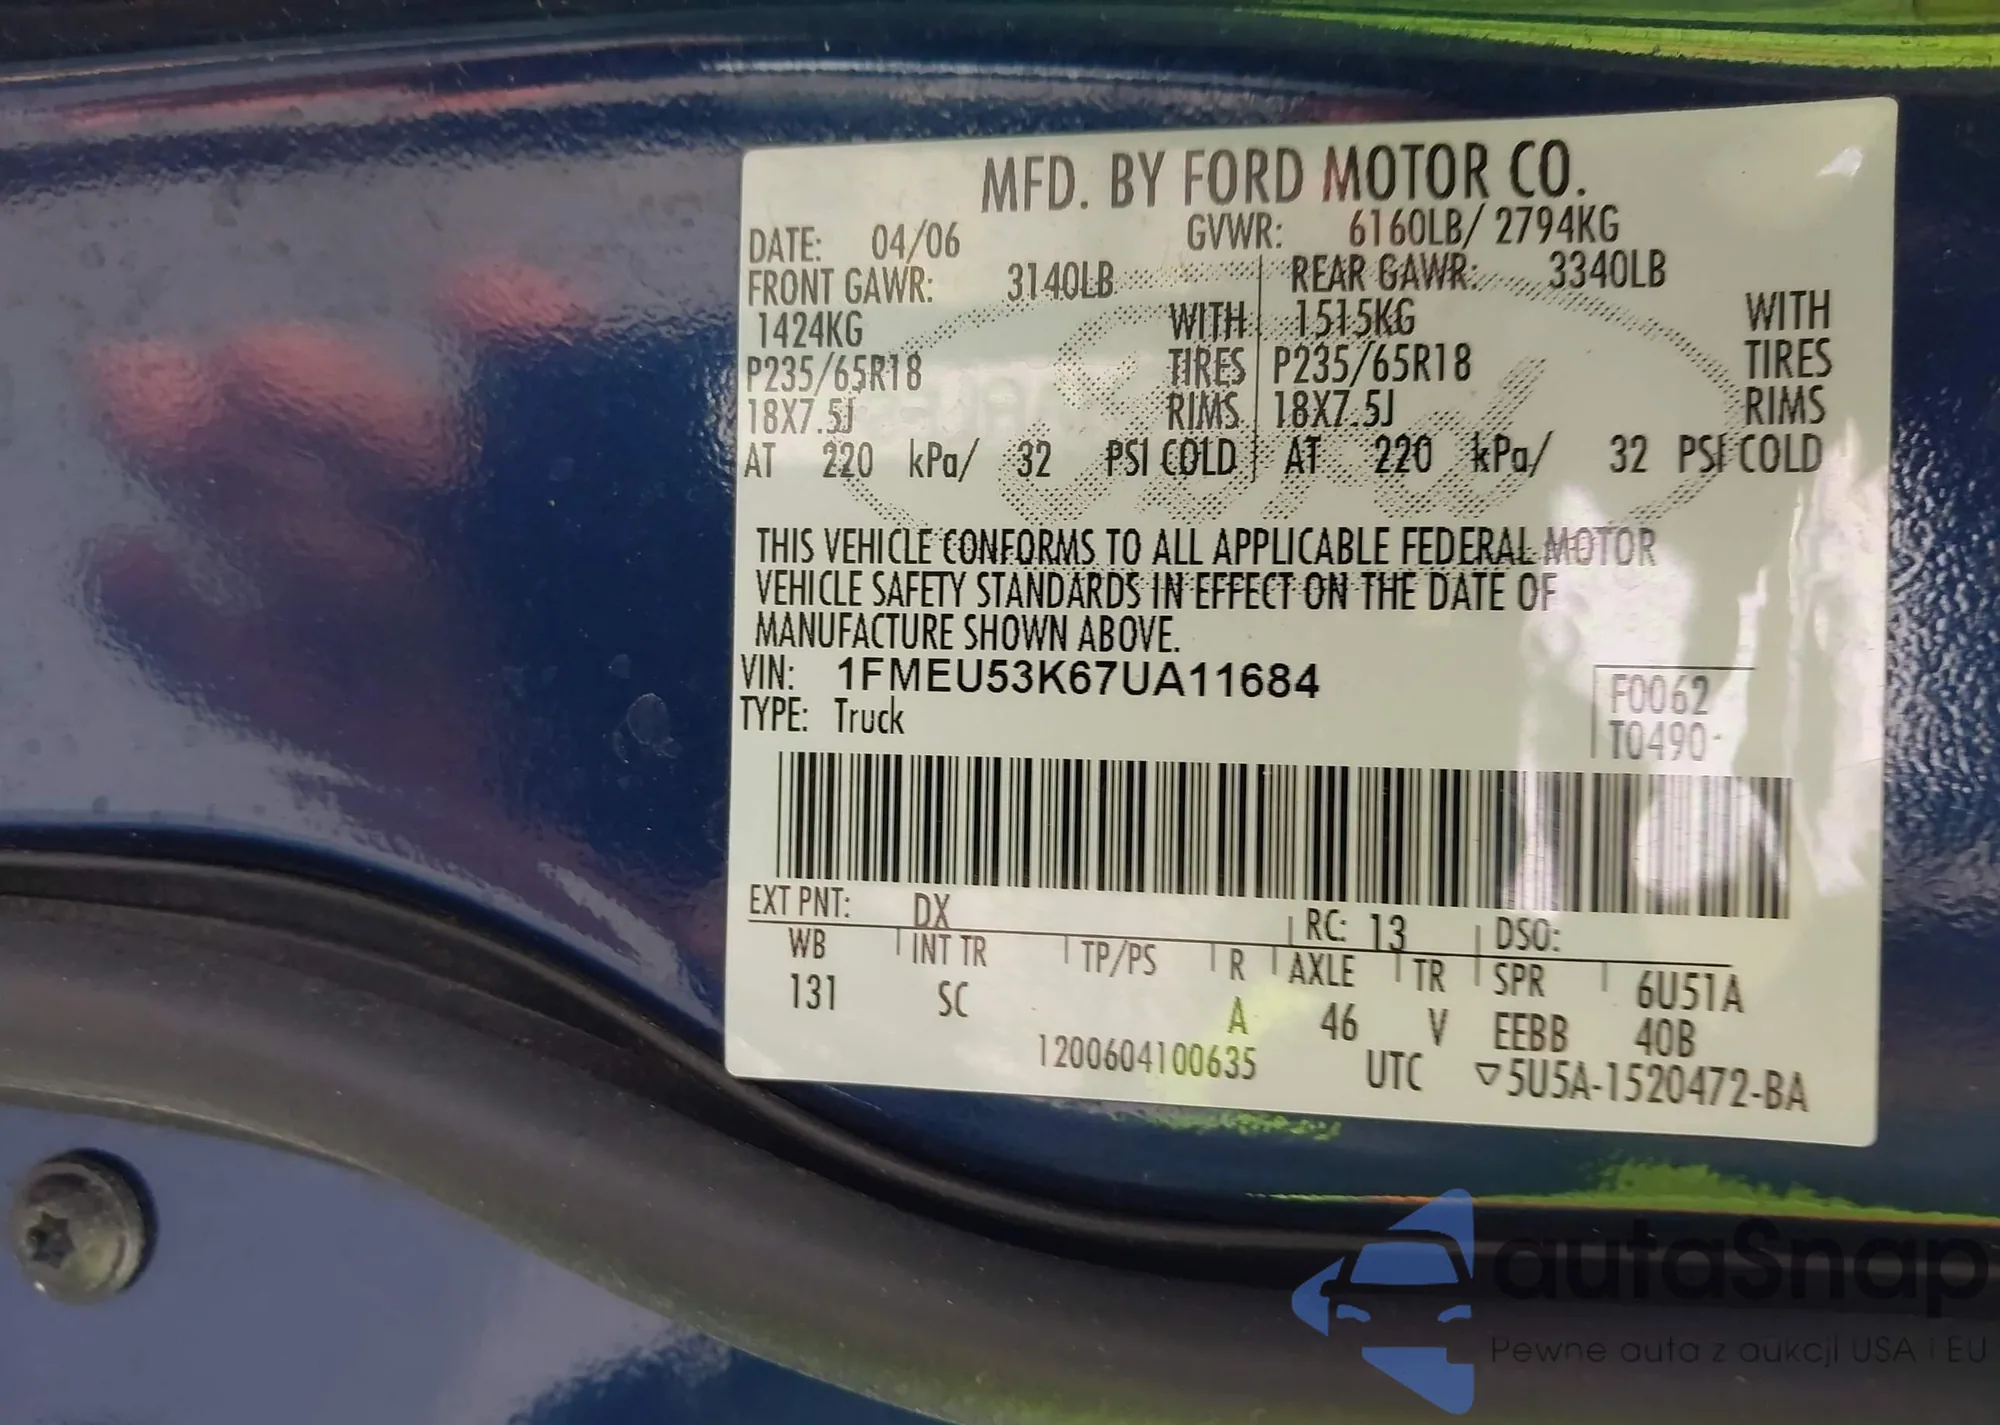 MFD. BY FORD MOTOR CO.
DATE: 04/06 GVWR: 6160LB/ 2794KG
FRONT GAWR: 3140LB REAR GAWR: 3340LB
1424KG WITH 1515KG WITH
P235/65R18 TIRES P235/65R18 TIRES
18X7.5J RIMS 18X7.5J RIMS
AT 220 kPa/ 32 PSI COLD AT 220 kPa/ 32 PSI COLD
THIS VEHICLE CONFORMS TO ALL APPLICABLE FEDERAL MOTOR
VEHICLE SAFETY STANDARDS IN EFFECT ON THE DATE OF
MANUFACTURE SHOWN ABOVE.
VIN: 1FMEU53K67UA11684
F0062
TYPE: Truck
T0490
EXT PNT: DX RC: 13 DSO:
WB INT TR TP/PS R AXLE TR SPR 6U51A
131 SC A 46 V EEBB 40B
1200604100635 UTC ▽5U5A-1520472-BA
autaSnap
Pewne auta z aukcji USA i EU